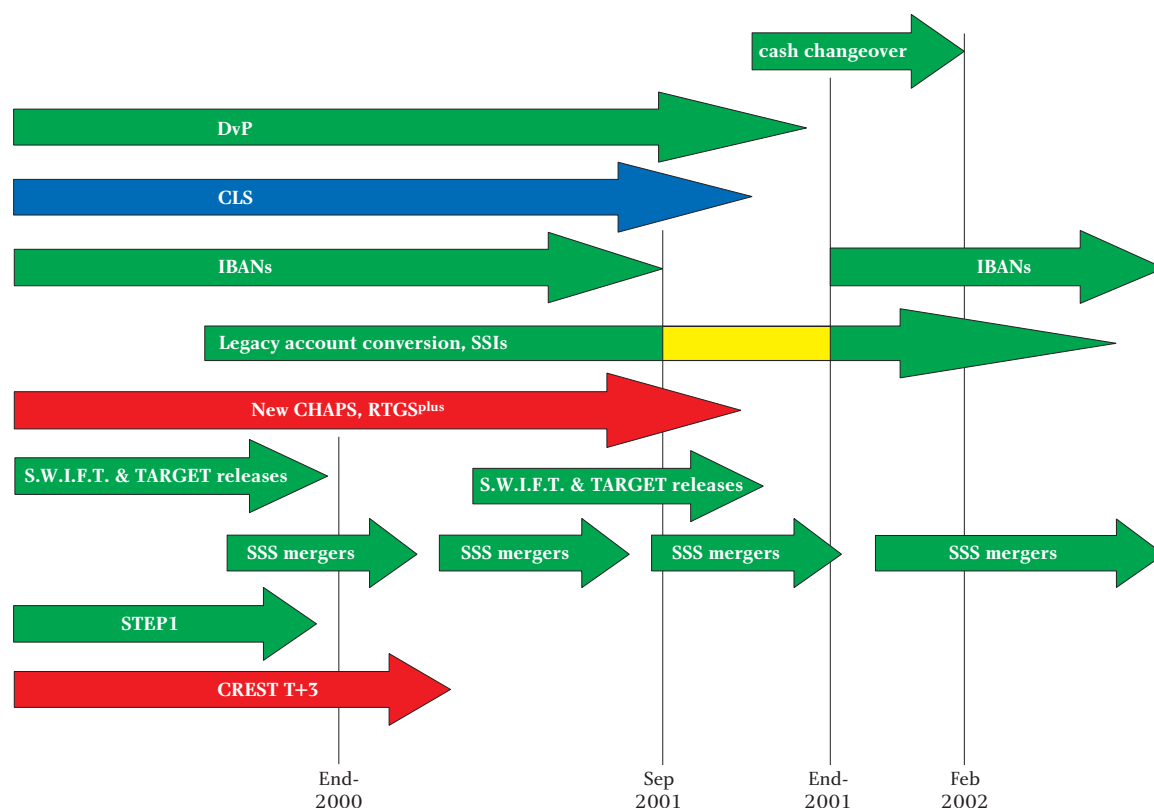 cash changeover
DvP
CLS
IBANs
IBANs
Legacy account conversion, SSIs
New CHAPS, RTGSplus
S.W.I.F.T. & TARGET releases
S.W.I.F.T. & TARGET releases
SSS mergers
SSS mergers
SSS mergers
SSS mergers
STEP1
CREST T+3
End-
2000
Sep
2001
End-
2001
Feb
2002